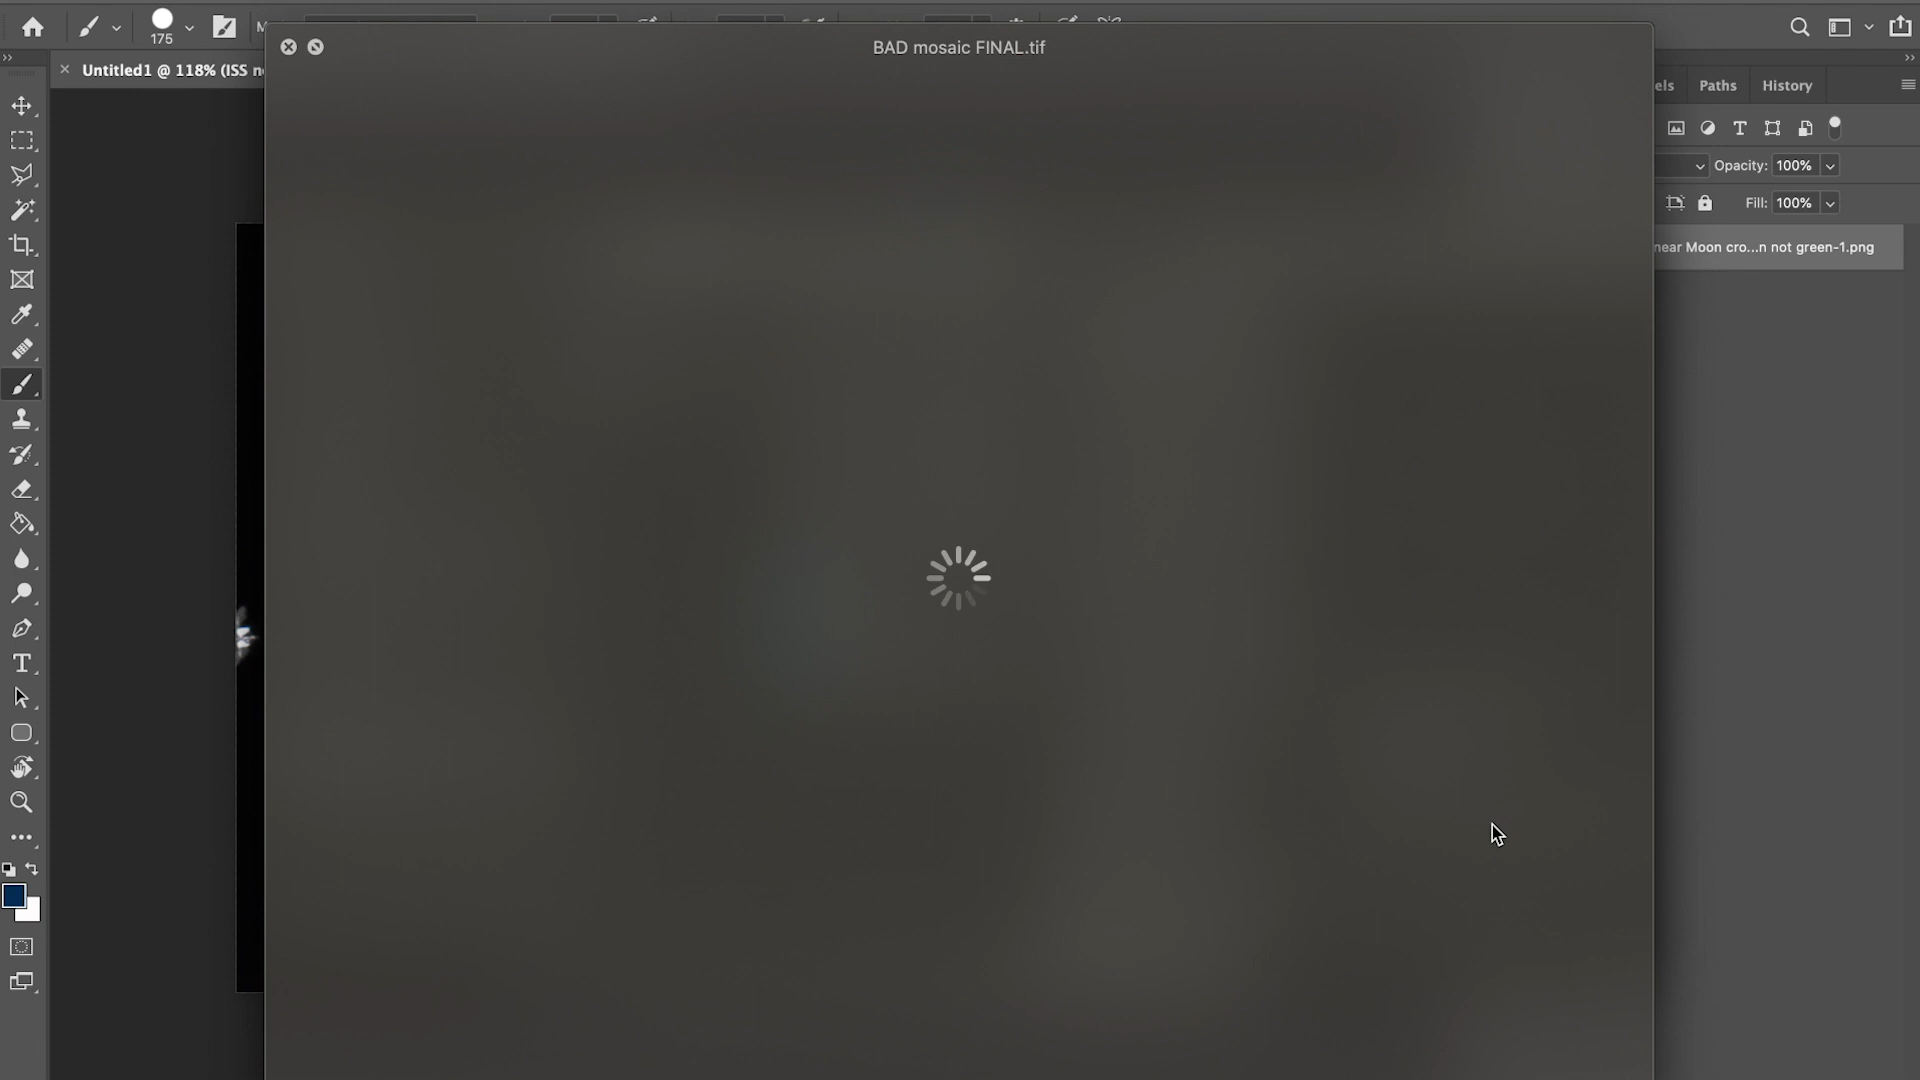 175
BAD mosaic FINAL.tif
Untitled1 @ 118% (ISS
els Paths History
Opacity: 100%
Fill: 100%
near Moon cro...n not green-1.png